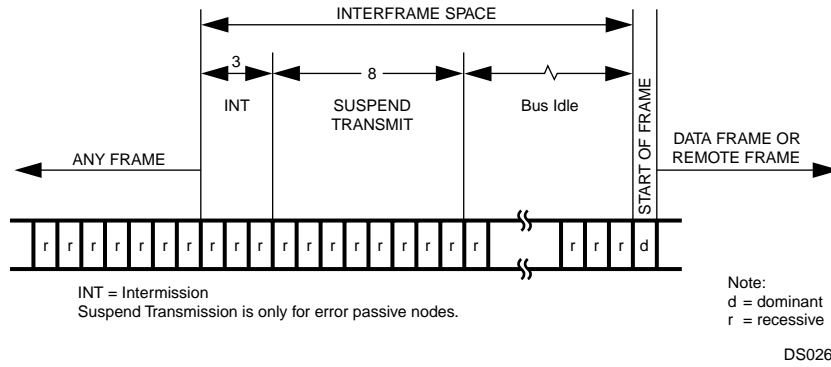 INTERFRAME SPACE
3
8
INT
SUSPEND
TRANSMIT
Bus Idle
START OF FRAME
ANY FRAME
DATA FRAME OR
REMOTE FRAME
r r r r r r r r r r r r r r r r r r r r r r d
INT = Intermission
Suspend Transmission is only for error passive nodes.
Note:
d = dominant
r = recessive
DS026